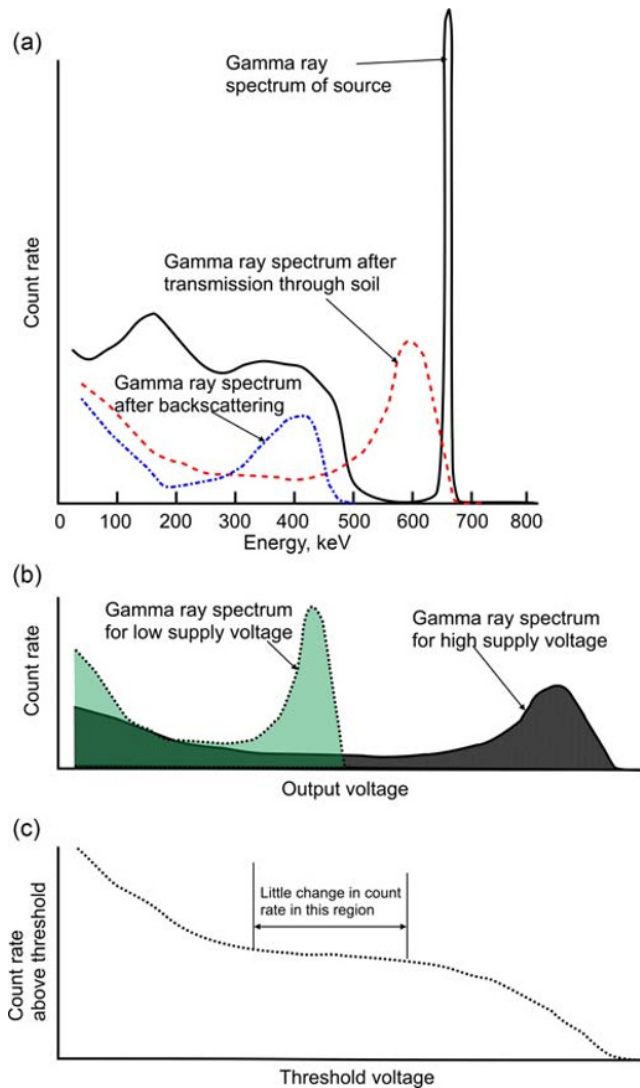 (a)
Gamma ray
spectrum of source
Count rate
Gamma ray spectrum after
transmission through soil
Gamma ray spectrum
after backscattering
0 100 200 300 400 500 600 700 800
Energy, keV
(b)
Count rate
Gamma ray spectrum
for low supply voltage
Gamma ray spectrum
for high supply voltage
Output voltage
(c)
Count rate
above threshold
Little change in count
rate in this region
Threshold voltage